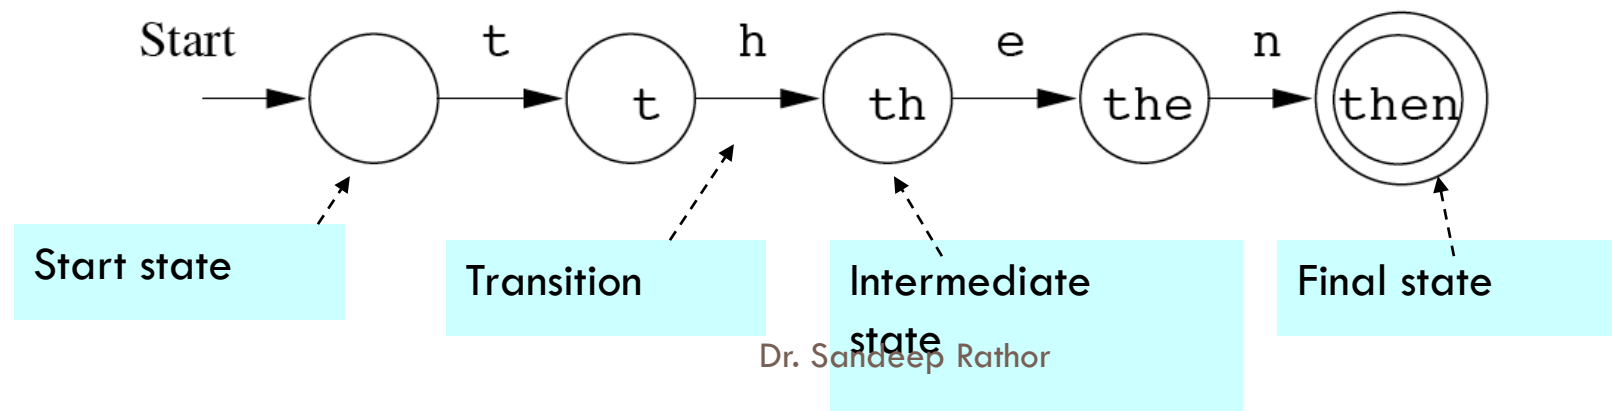 Start t h e n
t th the then
Start state
Transition
Intermediate
state
Final state
Dr. Sandeep Rathor